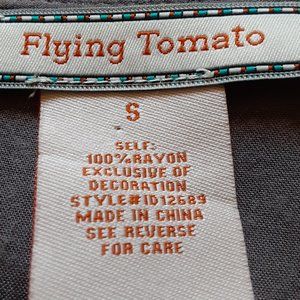 Flying Tomato
S
SELF:
100%RAYON
EXCLUSIVE OF
DECORATION
STYLE#ID12689
MADE IN CHINA
SEE REVERSE
FOR CARE